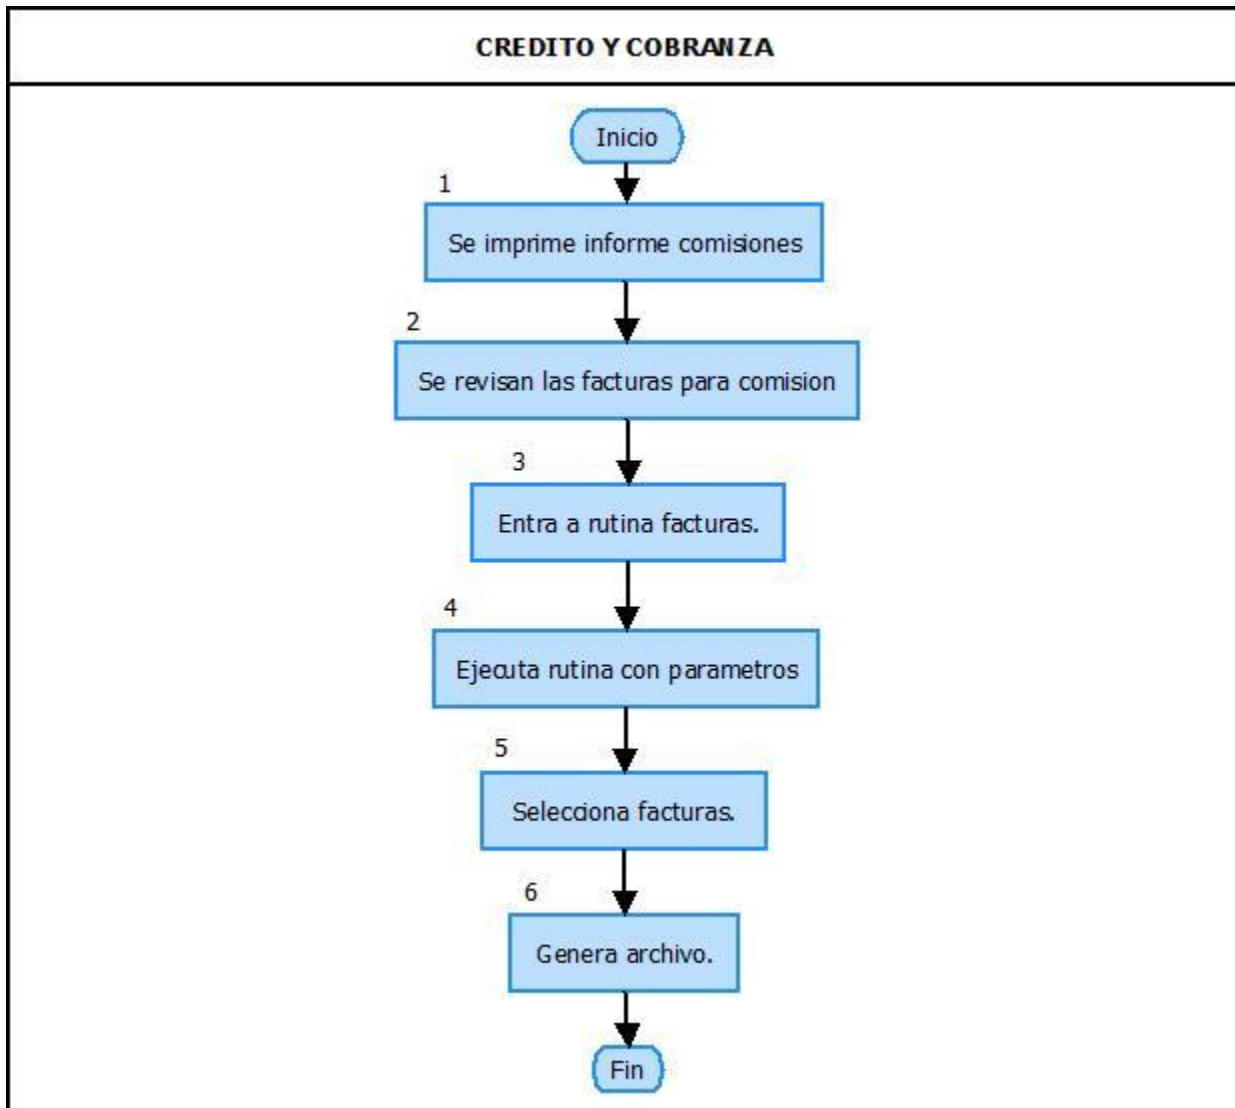 CREDITO Y COBRANZA
Inicio
1
Se imprime informe comisiones
2
Se revisan las facturas para comision
3
Entra a rutina facturas.
4
Ejecuta rutina con parametros
5
Selecciona facturas.
6
Genera archivo.
Fin